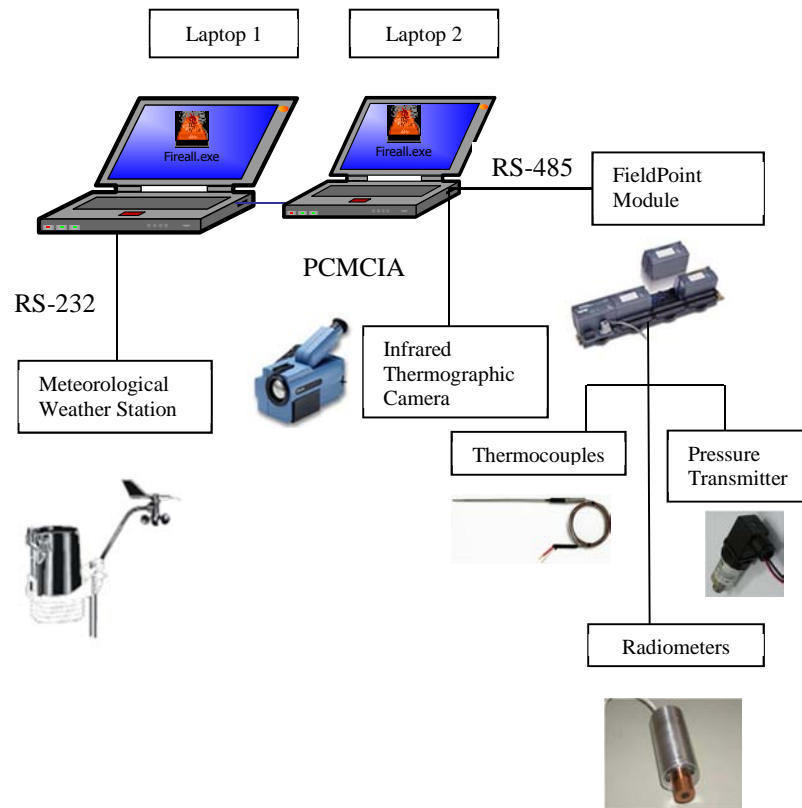 Laptop 1
Laptop 2
Fireall.exe
Fireall.exe
RS-485
FieldPoint
Module
PCMCIA
RS-232
Infrared
Thermographic
Camera
Meteorological
Weather Station
Thermocouples
Pressure
Transmitter
Radiometers